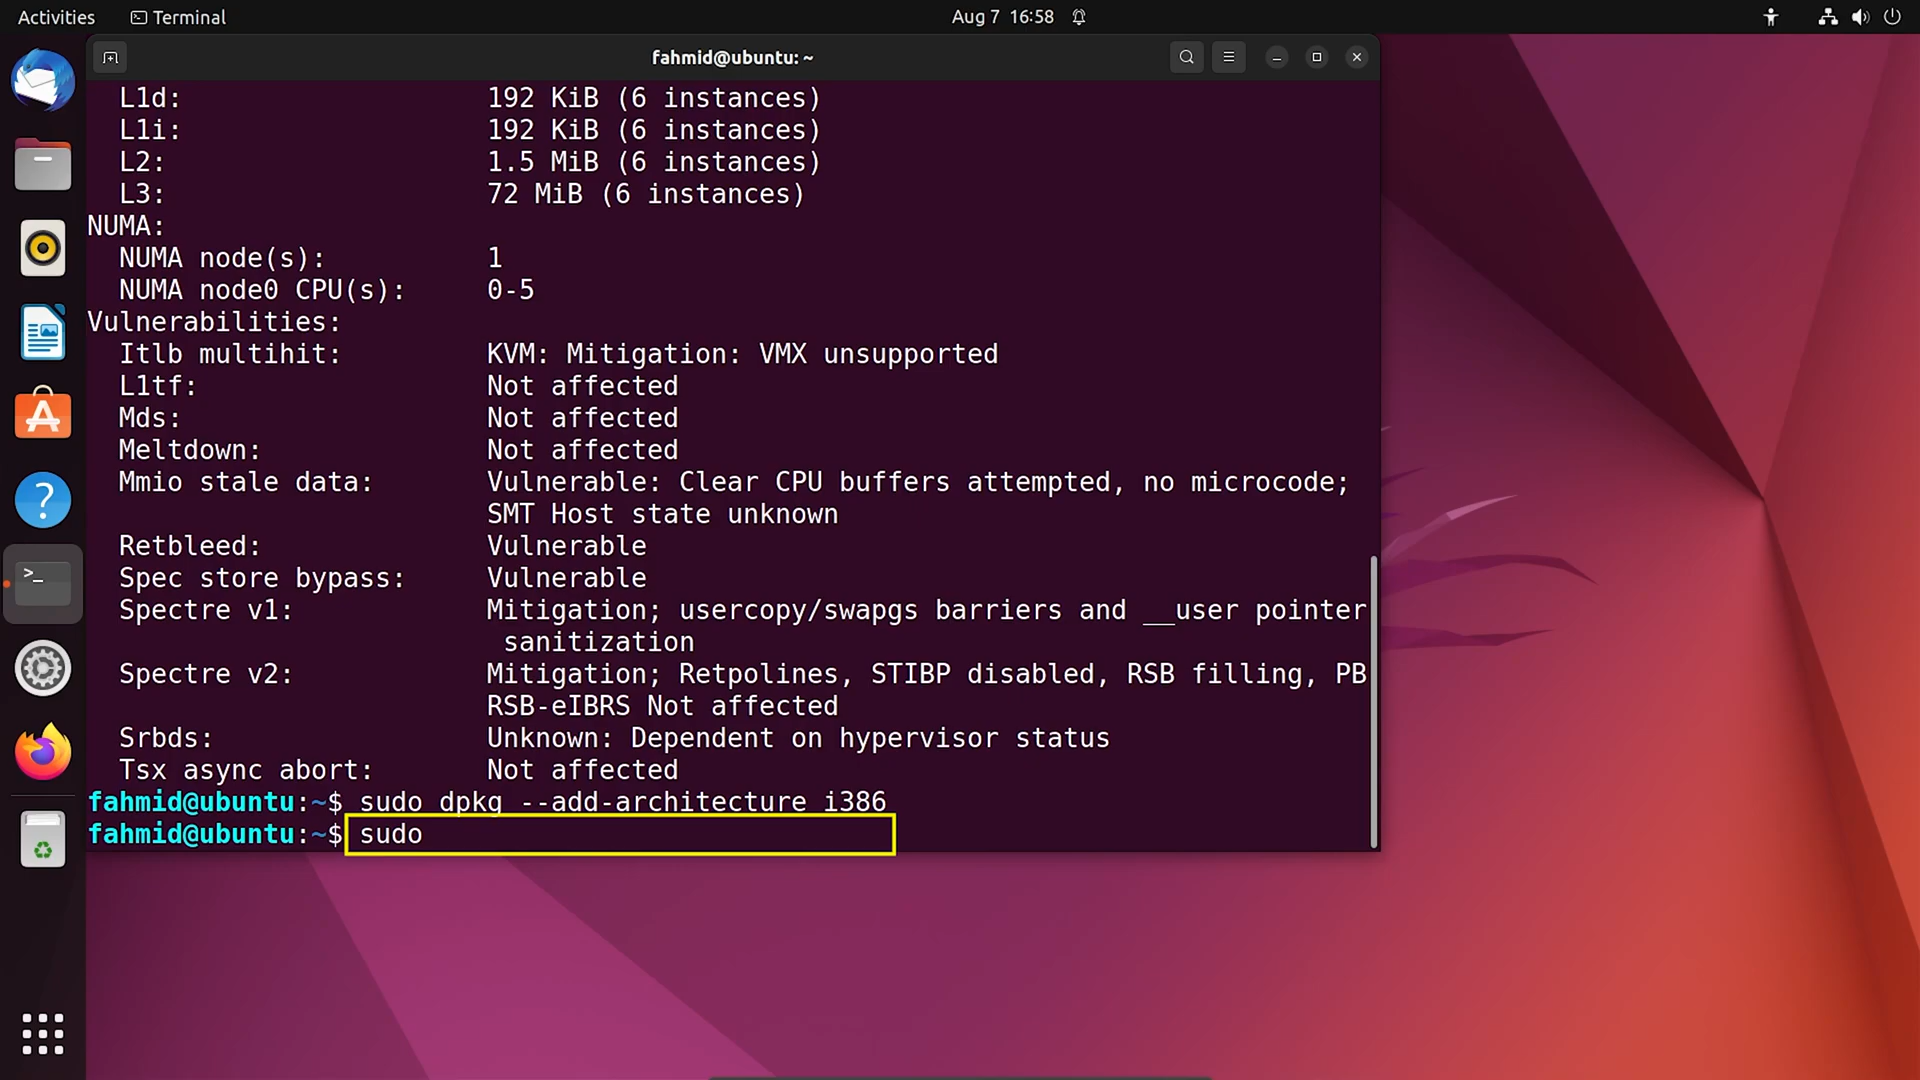 Activities
Terminal
Aug 7 16:58
fahmid@ubuntu: ~
L1d: 192 KiB (6 instances)
L1i: 192 KiB (6 instances)
L2: 1.5 MiB (6 instances)
L3: 72 MiB (6 instances)
NUMA:
NUMA node(s): 1
NUMA node0 CPU(s): 0-5
Vulnerabilities:
Itlb multihit: KVM: Mitigation: VMX unsupported
L1tf: Not affected
Mds: Not affected
Meltdown: Not affected
Mmio stale data: Vulnerable: Clear CPU buffers attempted, no microcode;
SMT Host state unknown
Retbleed: Vulnerable
Spec store bypass: Vulnerable
Spectre v1: Mitigation; usercopy/swapgs barriers and __user pointer
sanitization
Spectre v2: Mitigation; Retpolines, STIBP disabled, RSB filling, PB
RSB-eIBRS Not affected
Srbds: Unknown: Dependent on hypervisor status
Tsx async abort: Not affected
fahmid@ubuntu:~$ sudo dpkg --add-architecture i386
fahmid@ubuntu:~$ sudo